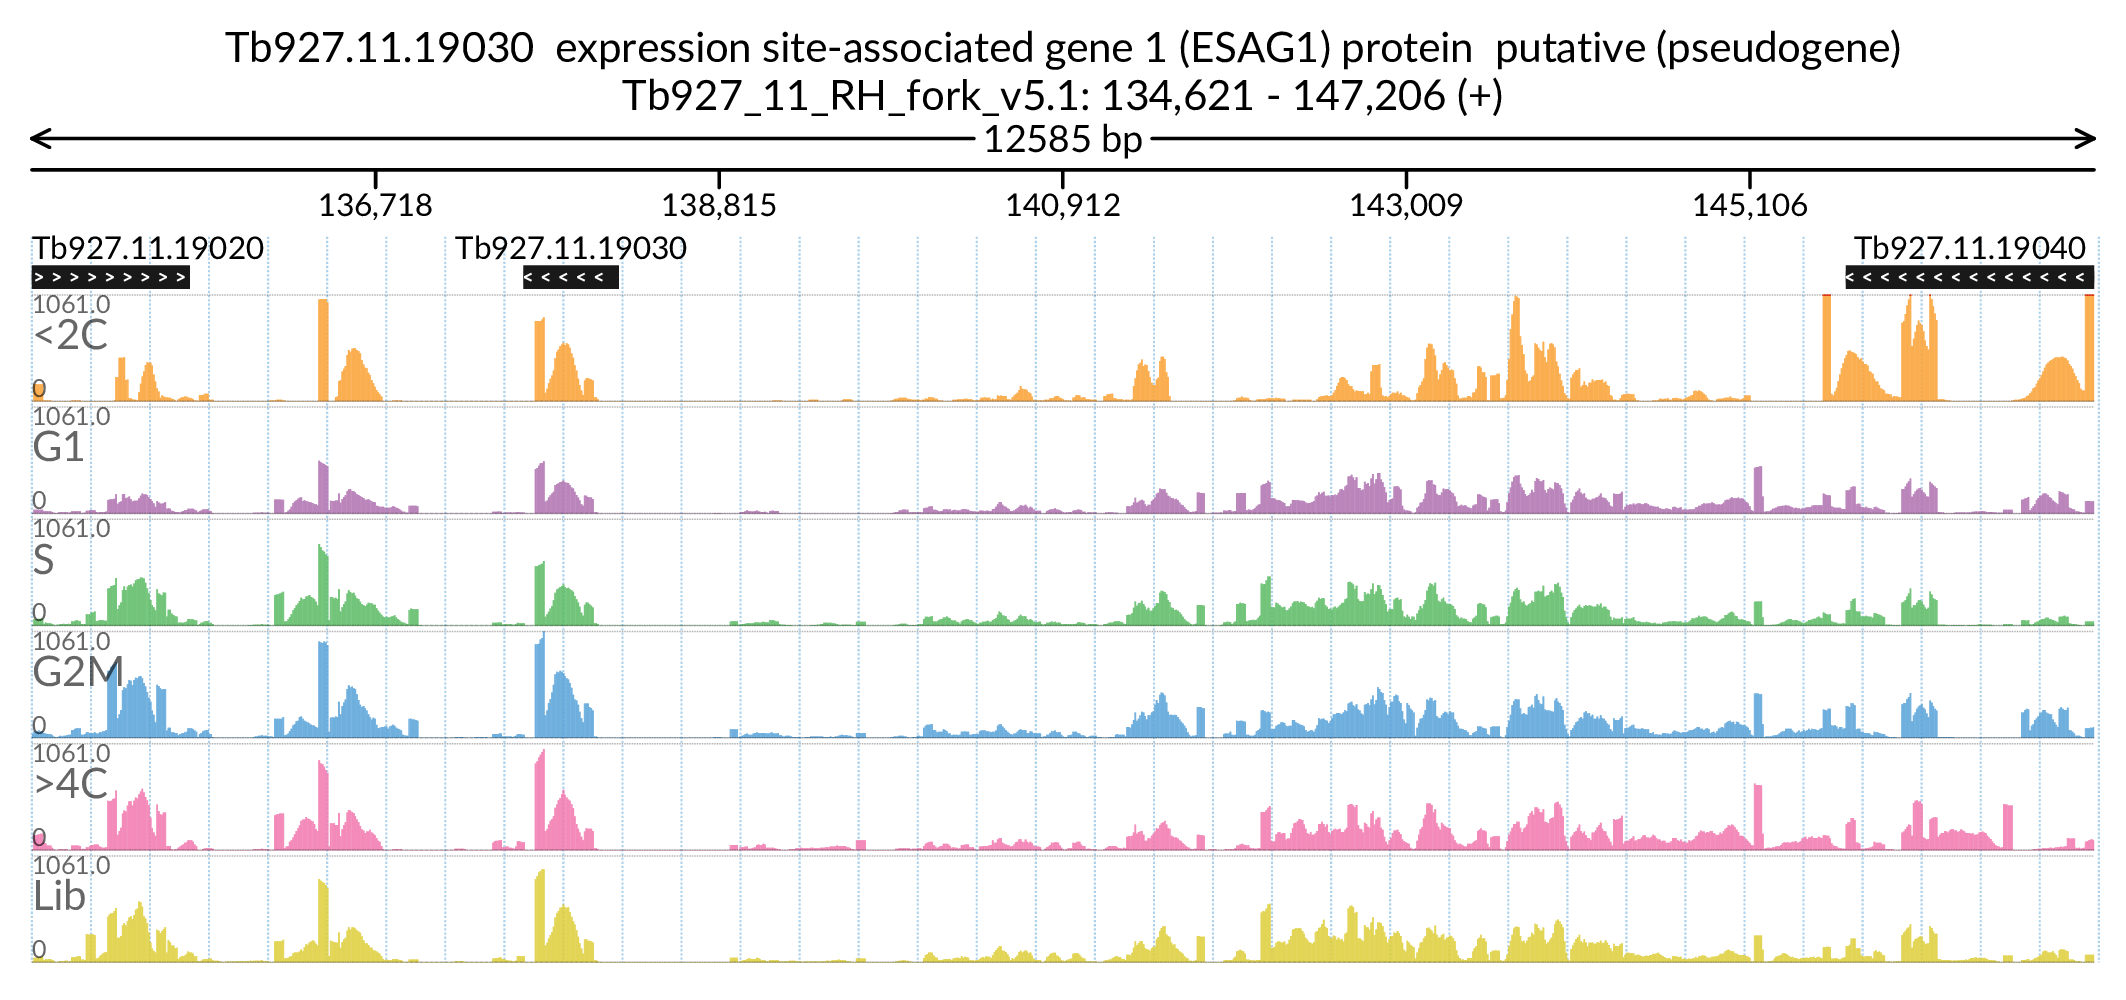 Tb927.11.19030 expression site-associated gene 1 (ESAG1) protein putative (pseudogene)
Tb927_11_RH_fork_v5.1: 134,621 - 147,206 (+)
12585 bp
136,718 138,815 140,912 143,009 145,106
Tb927.11.19020 Tb927.11.19030 Tb927.11.19040
1061.0
<2C
0
1061.0
G1
0
1061.0
S
0
1061.0
G2M
0
1061.0
>4C
0
1061.0
Lib
0